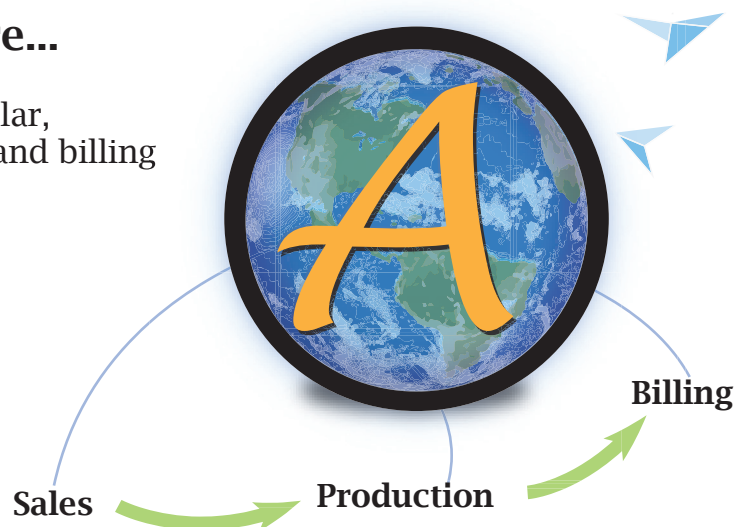 e...
lar,
and billing
A
Billing
Production
Sales